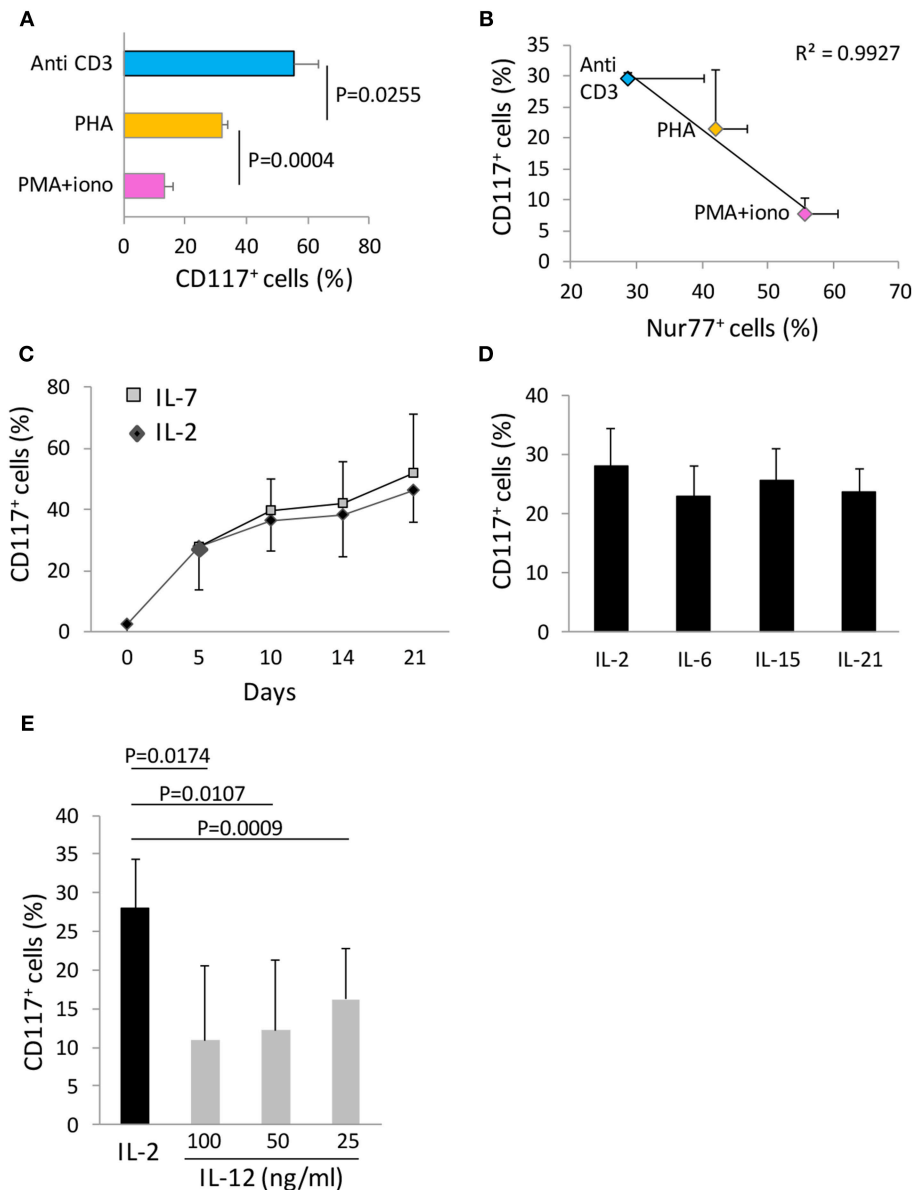 A
Anti CD3
PHA
PMA+iono
P=0.0255
P=0.0004
0 20 40 60 80
CD117⁺ cells (%)
B
R² = 0.9927
35
30
25
20
15
10
5
0
CD117⁺ cells (%)
Anti
CD3
PHA
PMA+iono
20 30 40 50 60 70
Nur77⁺ cells (%)
C
80
60
40
20
0
CD117⁺ cells (%)
IL-7
IL-2
0 5 10 14 21
Days
D
40
30
20
10
0
CD117⁺ cells (%)
IL-2 IL-6 IL-15 IL-21
E
P=0.0174
P=0.0107
P=0.0009
40
35
30
25
20
15
10
5
0
CD117⁺ cells (%)
IL-2 100 50 25
IL-12 (ng/ml)